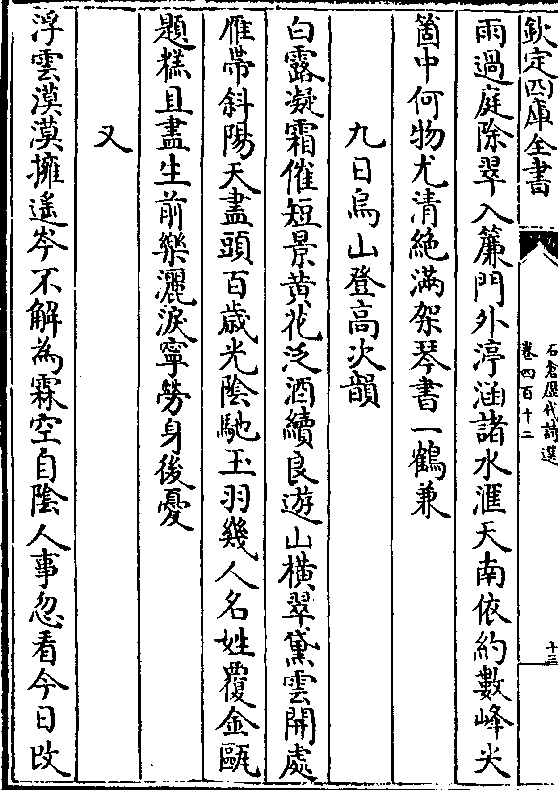 欽定四庫全書
石倉歷代詩選
卷四百十二
十三
雨過庭除翠入簾門外渟涵諸水滙天南依約數峰尖
箇中何物尤清絶滿架琴書一鶴兼
九日烏山登高次韻
白露凝霜催短景黄花泛酒續良遊山橫翠黛雲開處
雁帶斜陽天盡頭百歲光陰馳玉羽幾人名姓覆金甌
題糕且盡生前樂灑淚寧勞身後憂
又
浮雲漠漠擁遥岑不解為霖空自隂人事忽看今日改